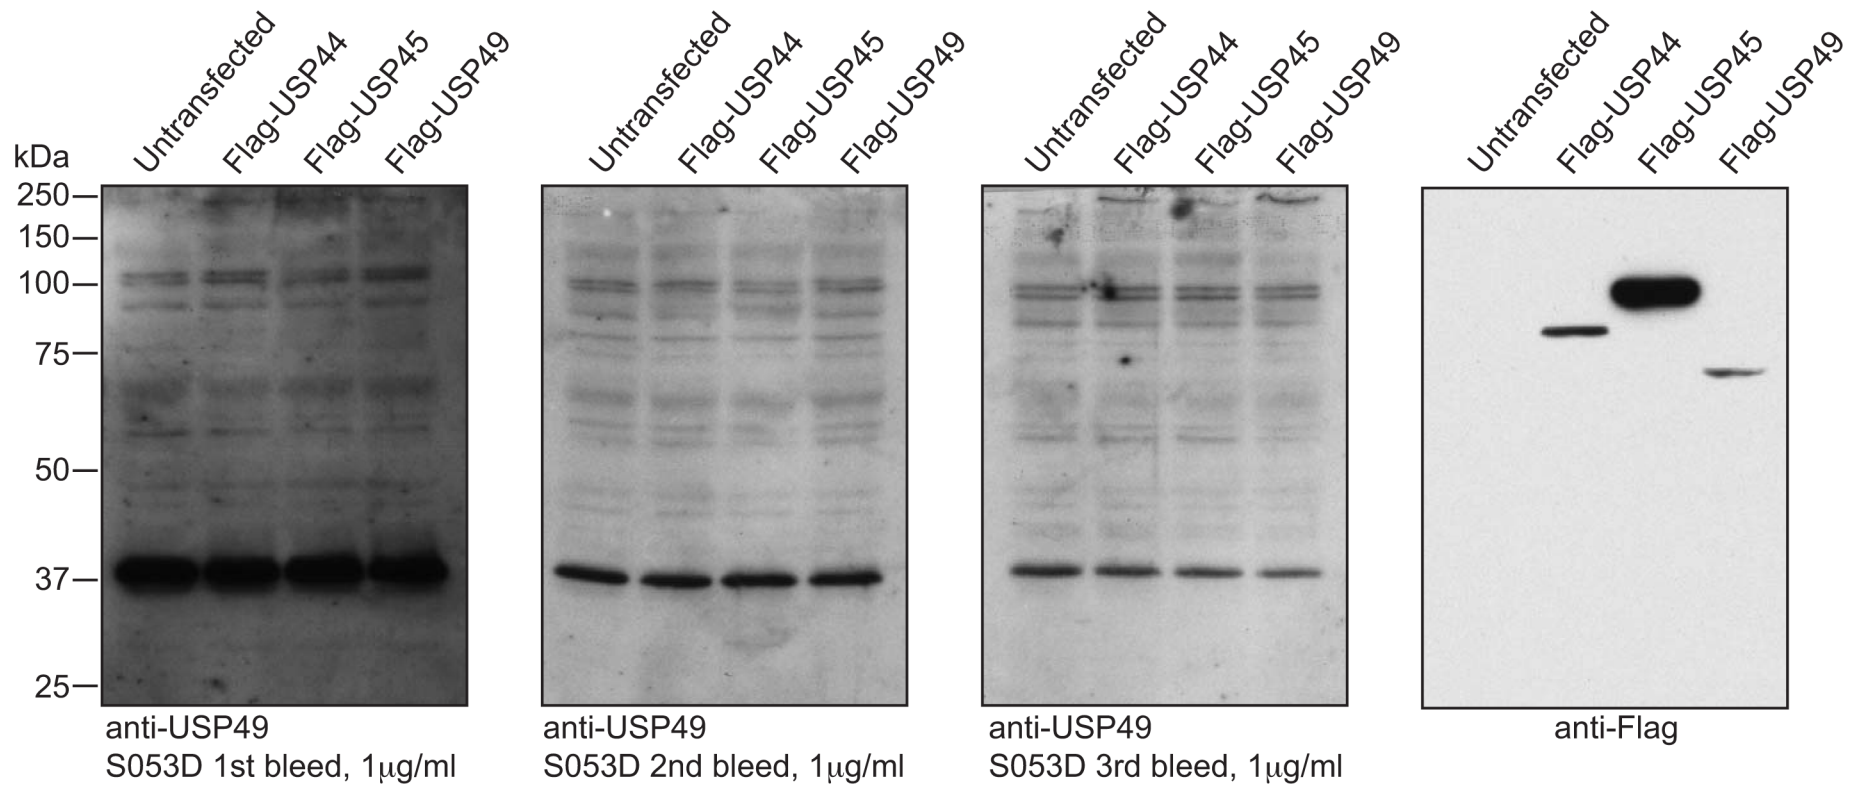 Untransfected
Flag-USP44
Flag-USP45
Flag-USP49
Untransfected
Flag-USP44
Flag-USP45
Flag-USP49
Untransfected
Flag-USP44
Flag-USP45
Flag-USP49
Untransfected
Flag-USP44
Flag-USP45
Flag-USP49
kDa
250
150
100
75
50
37
25
anti-USP49
S053D 1st bleed, 1μg/ml
anti-USP49
S053D 2nd bleed, 1μg/ml
anti-USP49
S053D 3rd bleed, 1μg/ml
anti-Flag